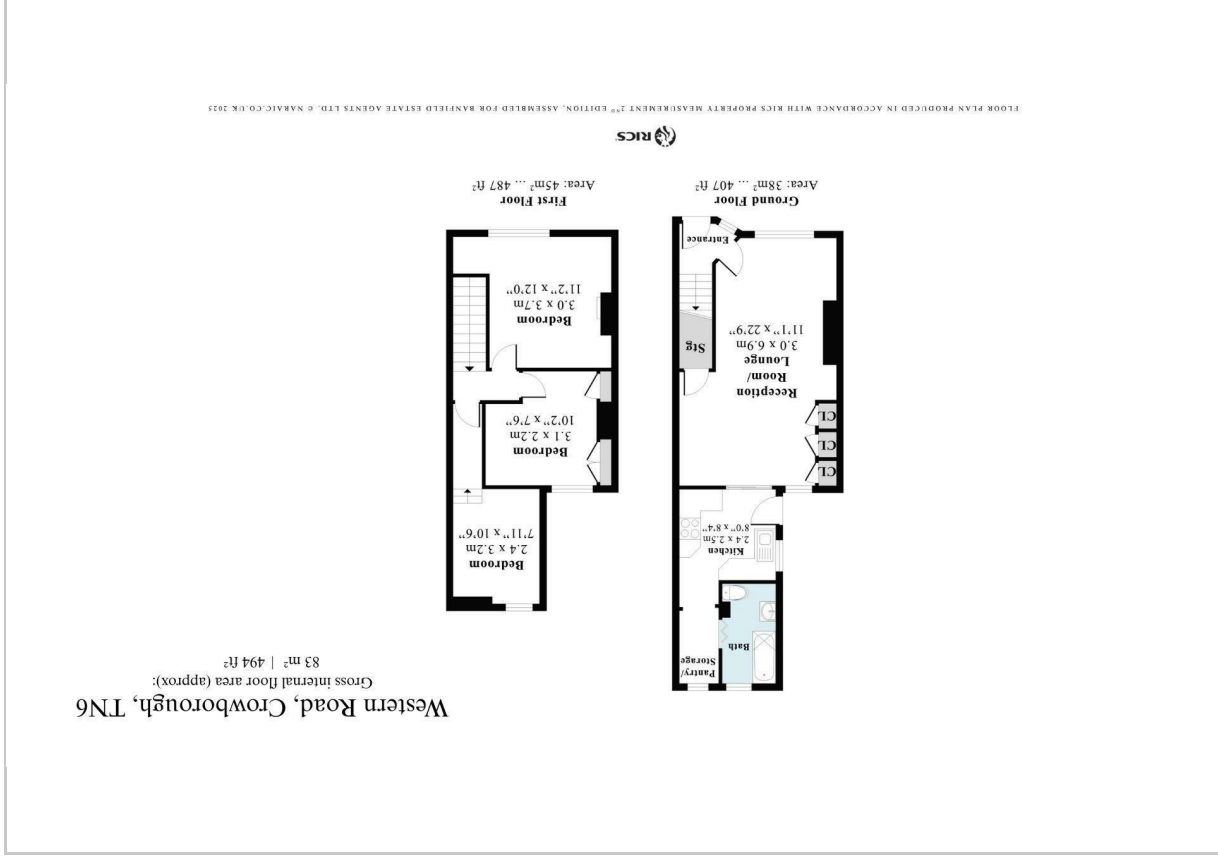 Western Road, Crowborough, TN6
Gross internal floor area (approx):
83 m² | 494 ft²
Bath
Pantry/
Storage
Kitchen
2.4 x 2.5m
8'0" x 8'4"
CL
CL
CL
Reception
Room/
Lounge
3.0 x 6.9m
11'1" x 22'9"
Stg
Entrance
Ground Floor
Area: 38m² ... 407 ft²
Bedroom
2.4 x 3.2m
7'11" x 10'6"
Bedroom
3.1 x 2.2m
10'2" x 7'6"
Bedroom
3.0 x 3.7m
11'2" x 12'0"
First Floor
Area: 45m² ... 487 ft²
RICS
FLOOR PLAN PRODUCED IN ACCORDANCE WITH RICS PROPERTY MEASUREMENT 2ND EDITION, ASSEMBLED FOR BANFIELD ESTATE AGENTS LTD. © NARAIC.CO.UK 2025